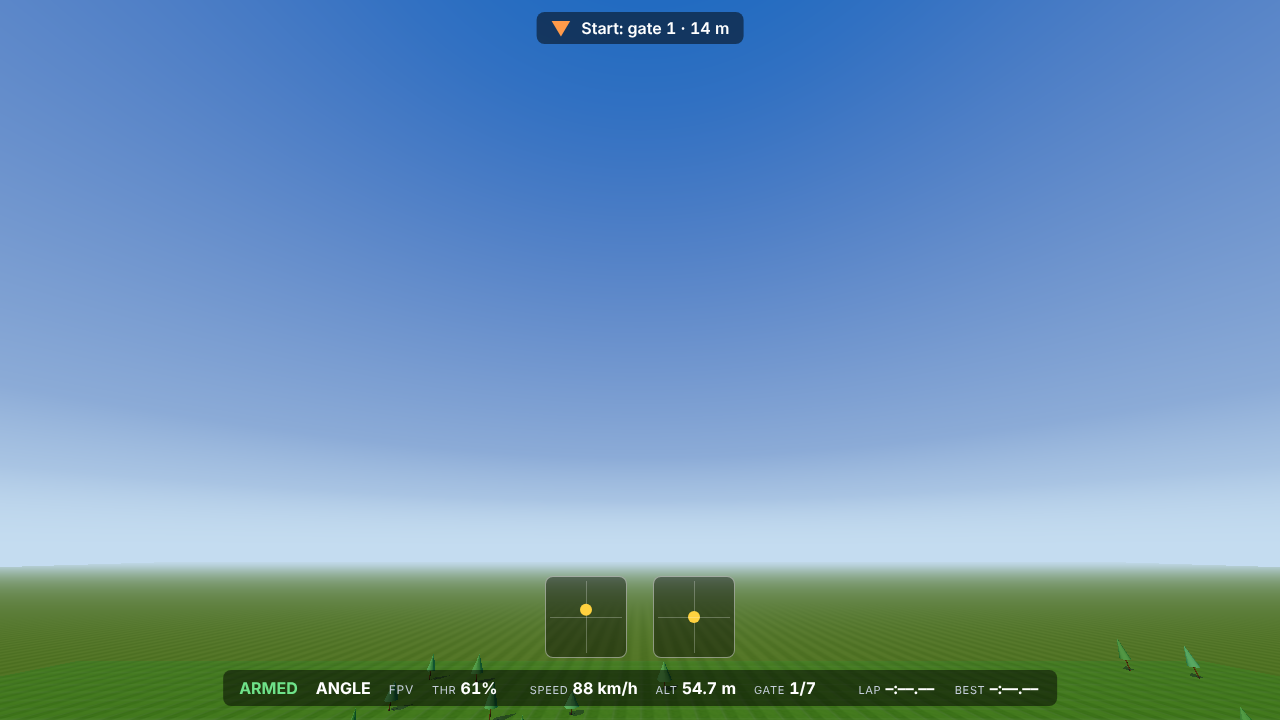 Start: gate 1 · 14 m
ARMED ANGLE FPV THR 61% SPEED 88 km/h ALT 54.7 m GATE 1/7 LAP –:––.–– BEST –:––.––